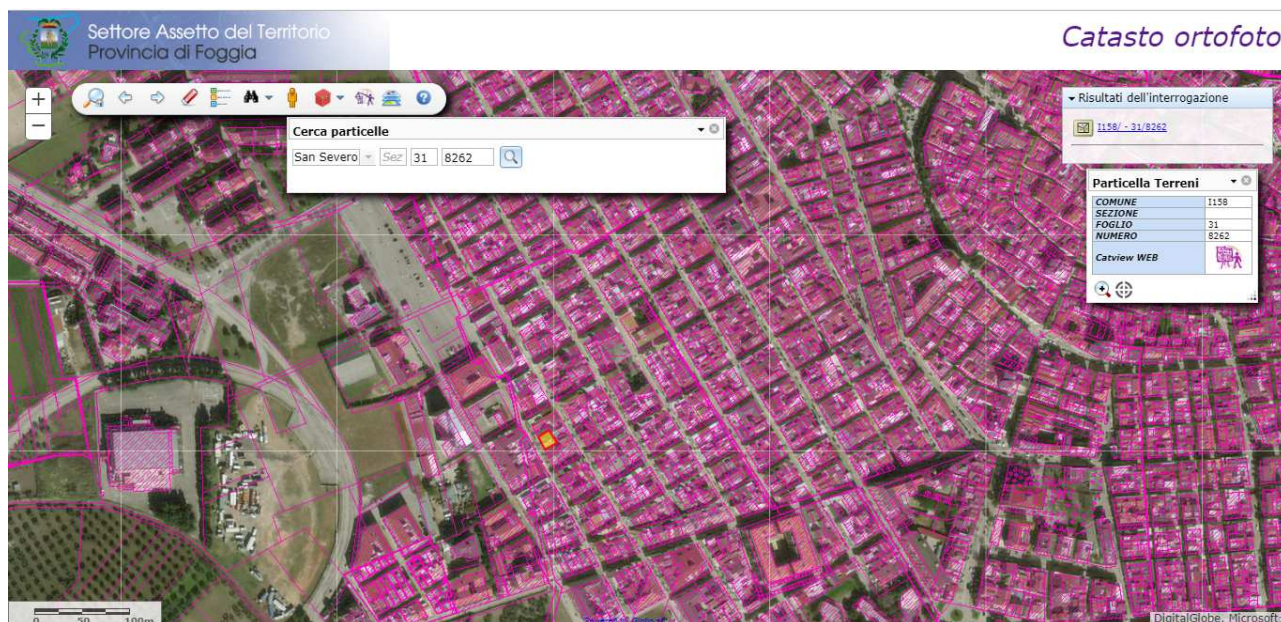 Settore Assetto del Territorio
Provincia di Foggia
Catasto ortofoto
+
−
Cerca particelle
San Severo Sez 31 8262
Risultati dell'interrogazione
I158/ - 31/8262
Particella Terreni
COMUNE I158
SEZIONE
FOGLIO 31
NUMERO 8262
Catview WEB
0 50 100m
DigitalGlobe, Microsoft